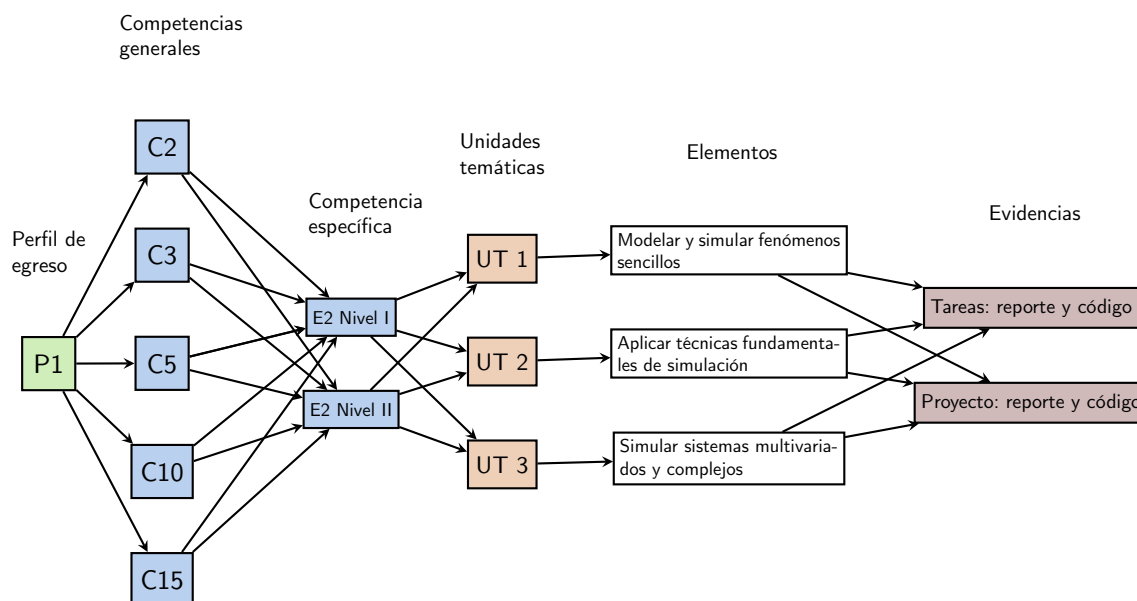 Competencias
generales
C2
Unidades
temáticas
Elementos
Competencia
específica
Evidencias
Perfil de
egreso
C3
UT 1
Modelar y simular fenómenos
sencillos
E2 Nivel I
Tareas: reporte y código
P1
C5
UT 2
Aplicar técnicas fundamenta-
les de simulación
E2 Nivel II
Proyecto: reporte y código
C10
UT 3
Simular sistemas multivaria-
dos y complejos
C15